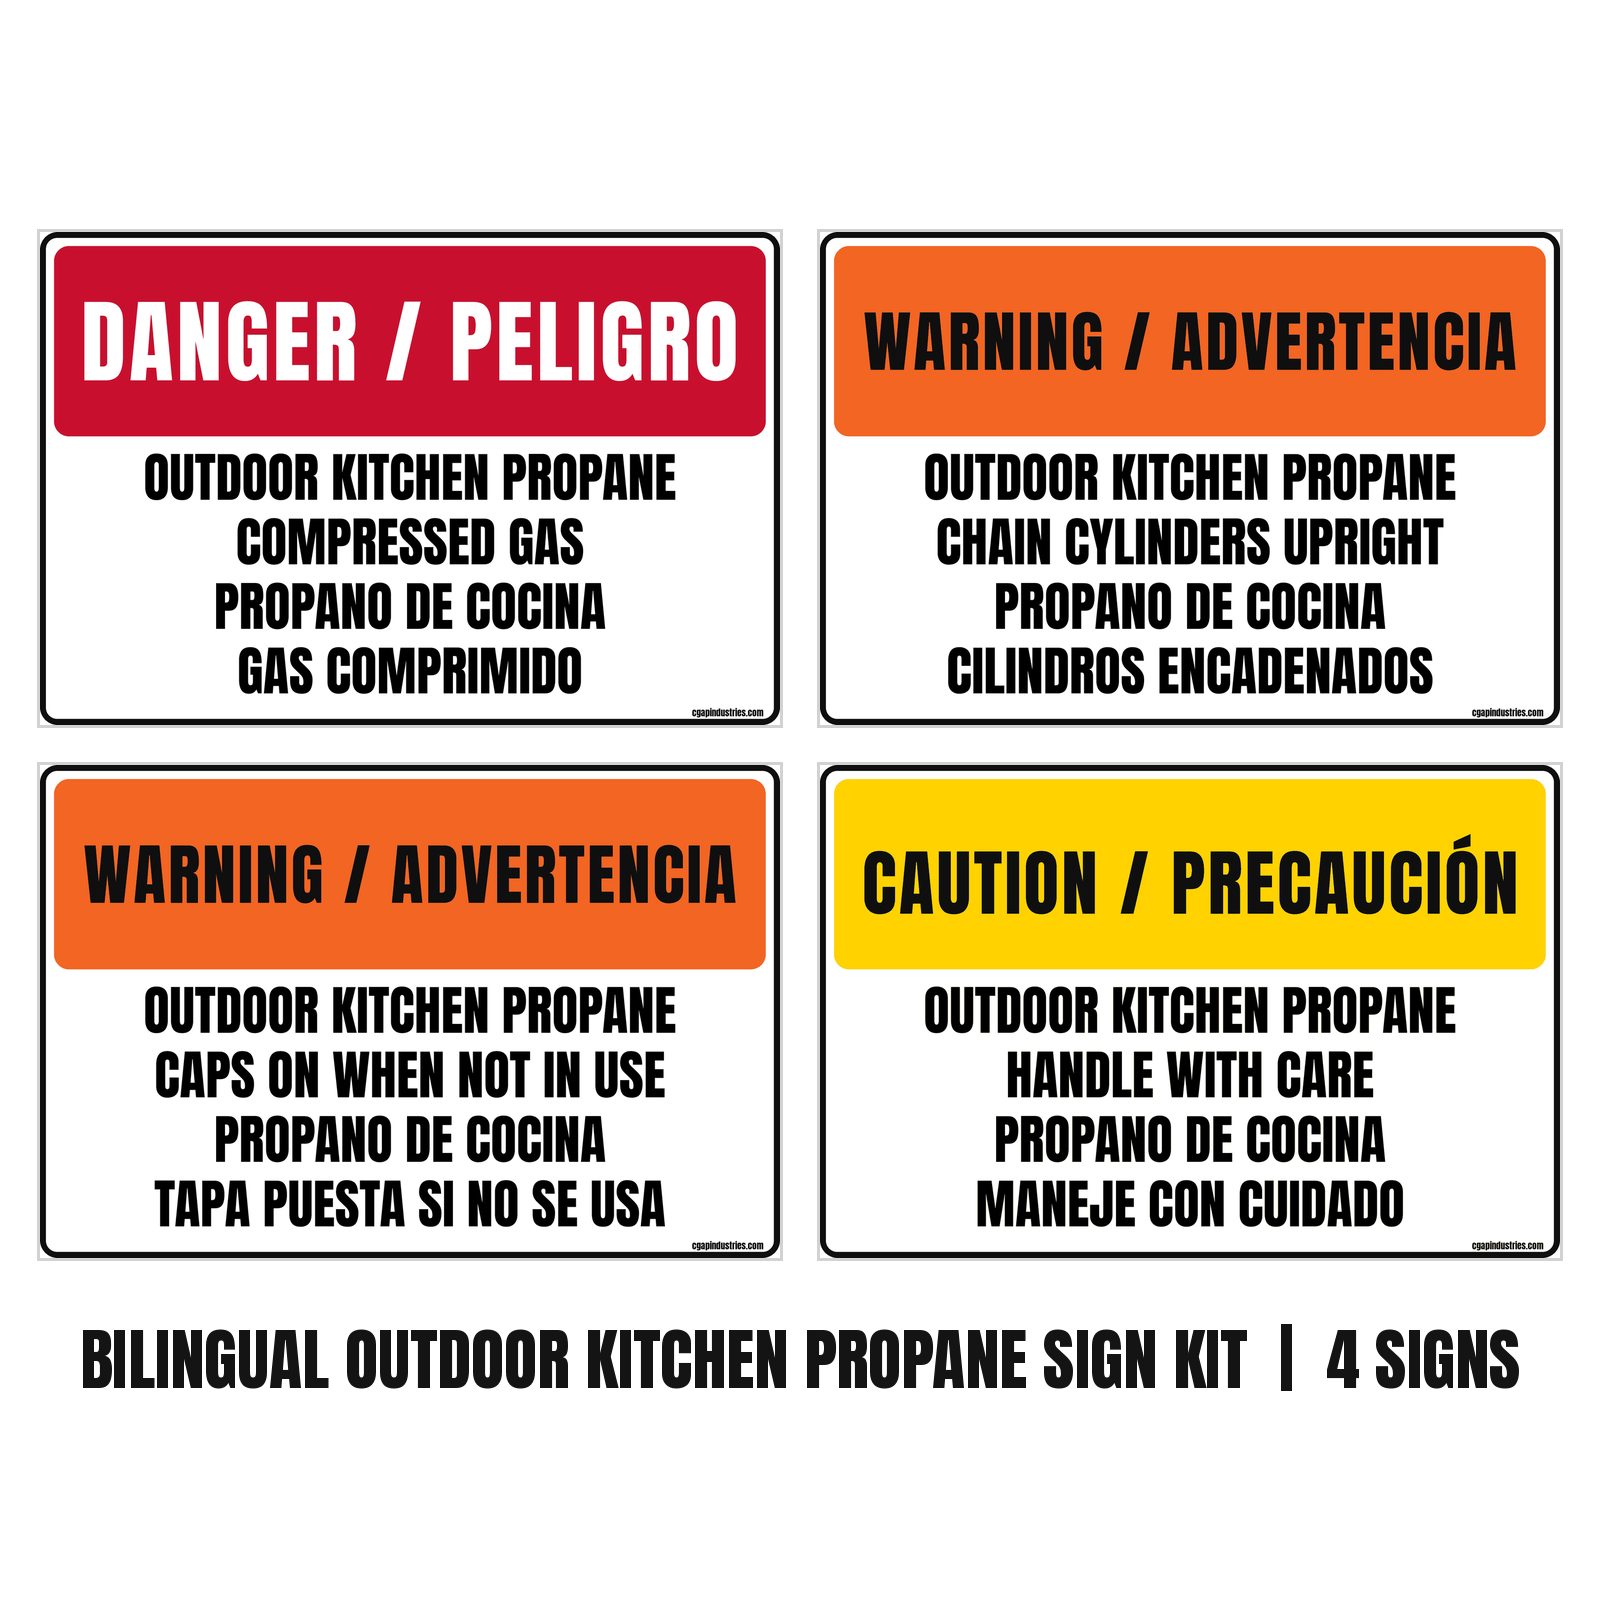 DANGER / PELIGRO
OUTDOOR KITCHEN PROPANE
COMPRESSED GAS
PROPANO DE COCINA
GAS COMPRIMIDO
cgapindustries.com
WARNING / ADVERTENCIA
OUTDOOR KITCHEN PROPANE
CHAIN CYLINDERS UPRIGHT
PROPANO DE COCINA
CILINDROS ENCADENADOS
cgapindustries.com
WARNING / ADVERTENCIA
OUTDOOR KITCHEN PROPANE
CAPS ON WHEN NOT IN USE
PROPANO DE COCINA
TAPA PUESTA SI NO SE USA
cgapindustries.com
CAUTION / PRECAUCIÓN
OUTDOOR KITCHEN PROPANE
HANDLE WITH CARE
PROPANO DE COCINA
MANEJE CON CUIDADO
cgapindustries.com
BILINGUAL OUTDOOR KITCHEN PROPANE SIGN KIT | 4 SIGNS